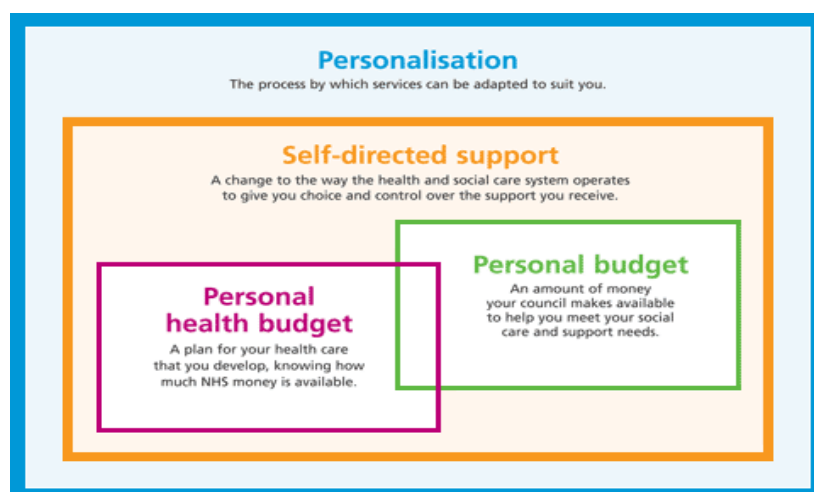 Personalisation
The process by which services can be adapted to suit you.
Self-directed support
A change to the way the health and social care system operates
to give you choice and control over the support you receive.
Personal budget
An amount of money
your council makes available
to help you meet your social
care and support needs.
Personal
health budget
A plan for your health care
that you develop, knowing how
much NHS money is available.